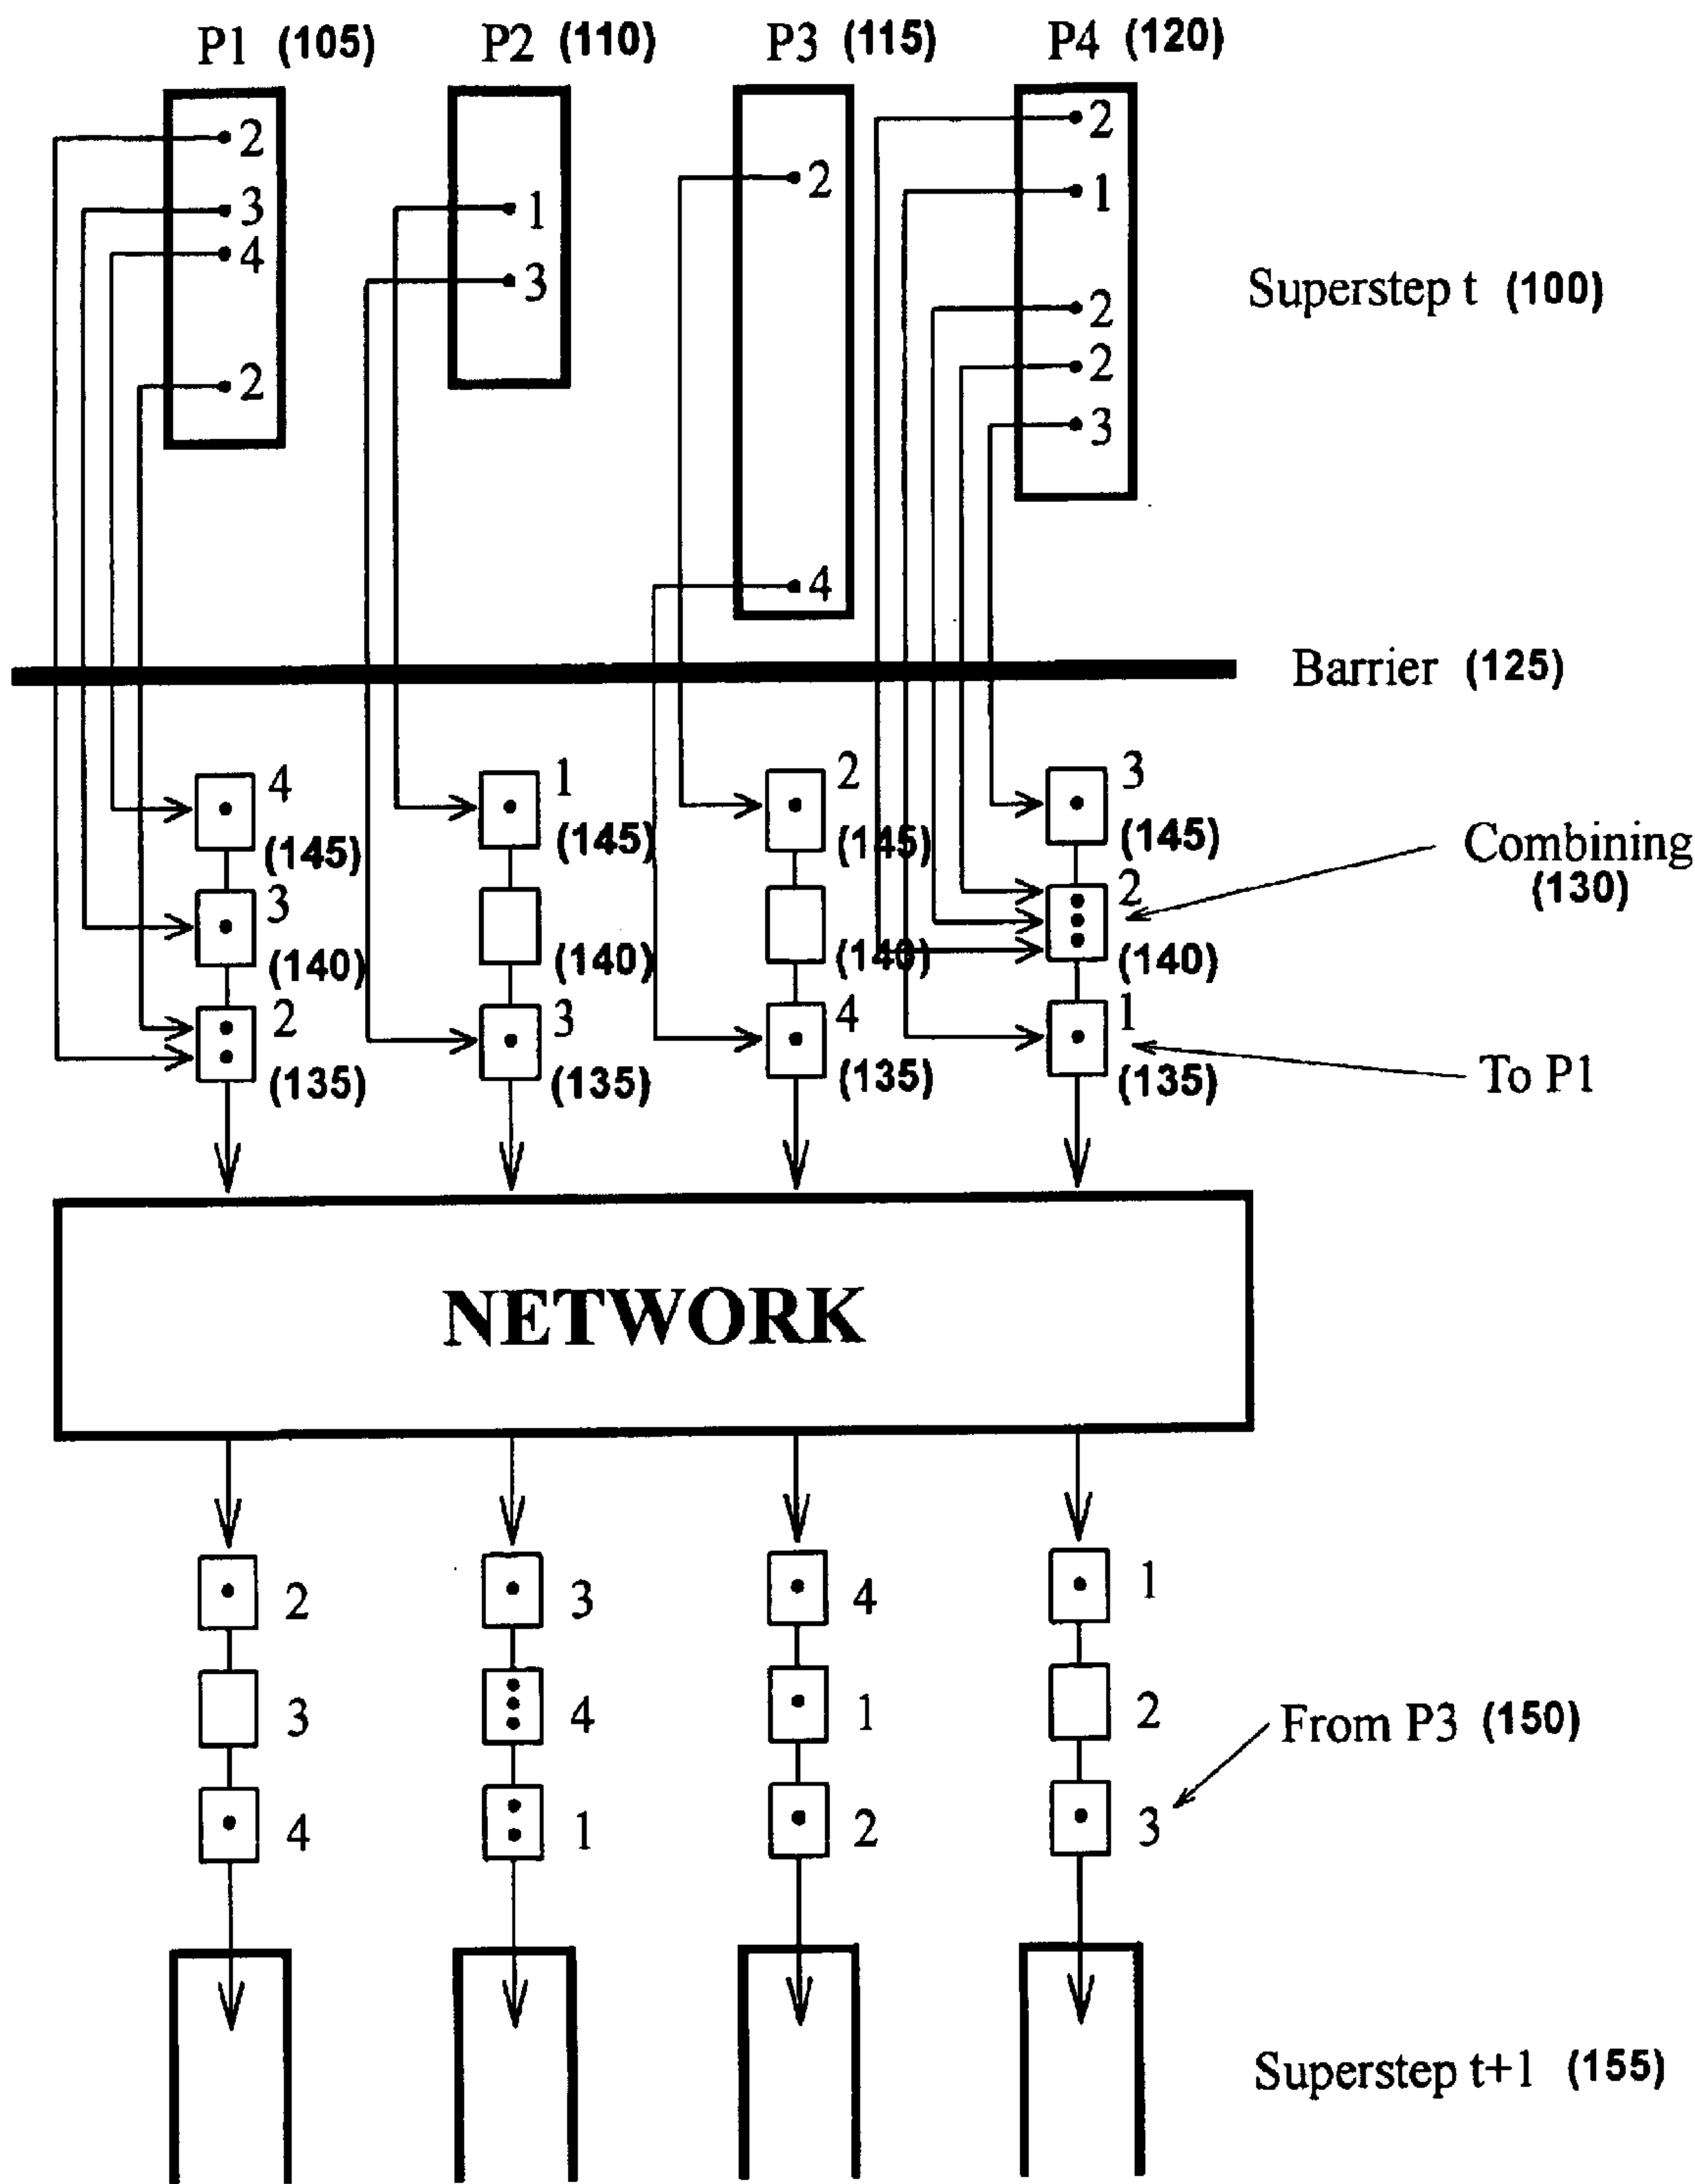 P1 (105) P2 (110) P3 (115) P4 (120)
2 2
2
3 1 1
4 3
Superstep t (100)
2
2 2
3
4
Barrier (125)
4 1 2 3
(145) (145) (145) (145)
Combining
(130)
3 2
(140) (140) (140) (140)
2 3 4 1
(135) (135) (135) (135)
To P1
NETWORK
2 3 4 1
3 4 1 2
From P3 (150)
4 1 2 3
Superstep t+1 (155)